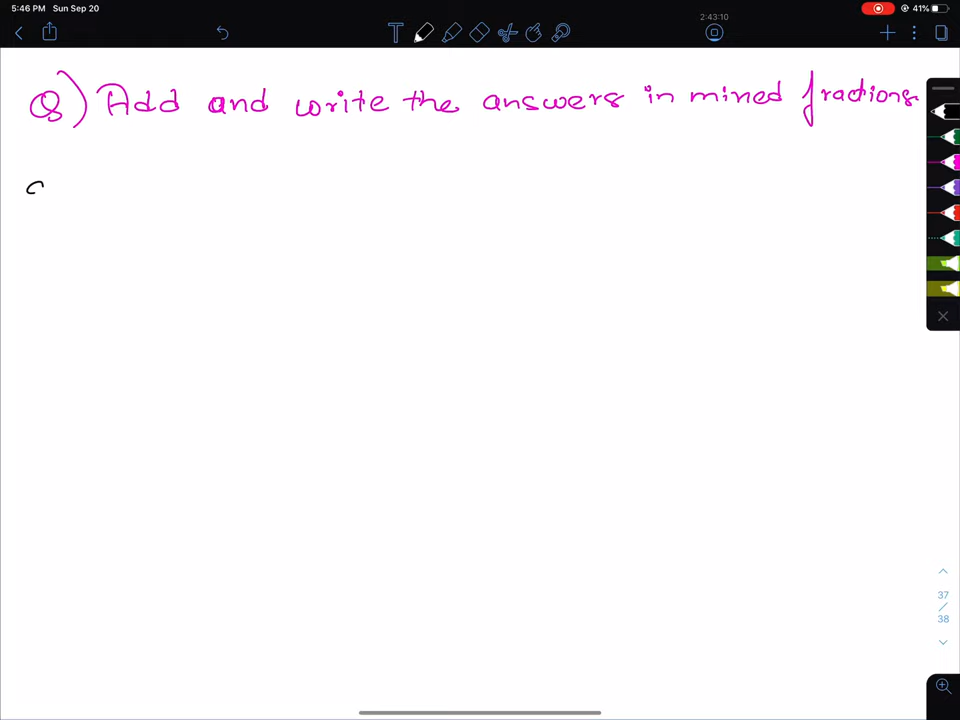 5:46 PM Sun Sep 20
41%
2:43:10
Q) Add and write the answers in mined fractions.
37
/
38